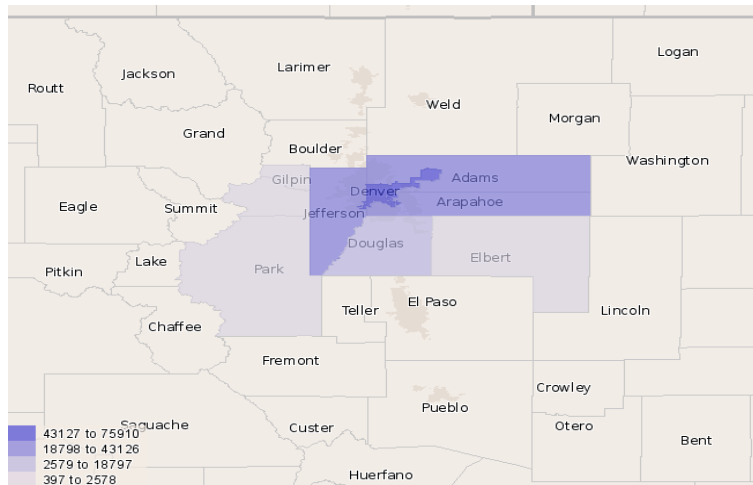 Logan
Larimer
Jackson
Routt
Weld
Morgan
Grand
Boulder
Washington
Gilpin
Adams
Denver
Eagle
Summit
Jefferson
Arapahoe
Douglas
Elbert
Lake
Park
Pitkin
Teller
El Paso
Lincoln
Chaffee
Fremont
Crowley
Pueblo
Saguache
Custer
Otero
Bent
Huerfano
43127 to 75910
18798 to 43126
2579 to 18797
397 to 2578